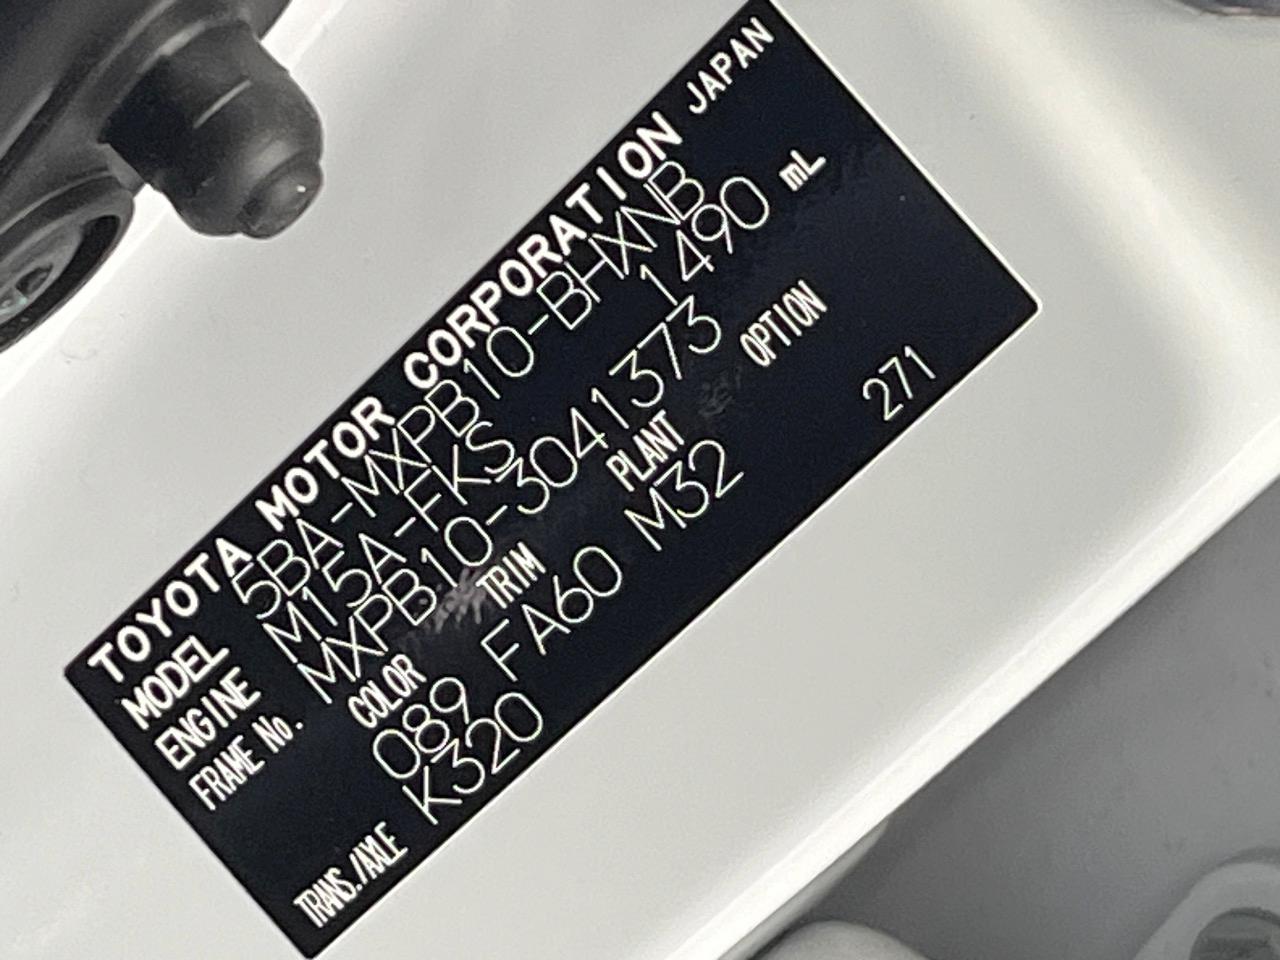 TOYOTA MOTOR CORPORATION JAPAN
MODEL 5BA-MXPB10-BHXNB
ENGINE M15A-FKS 1490 mL
FRAME No. MXPB10-3041373
COLOR TRIM PLANT OPTION
089 FA60 M32 271
TRANS./AXLE K320